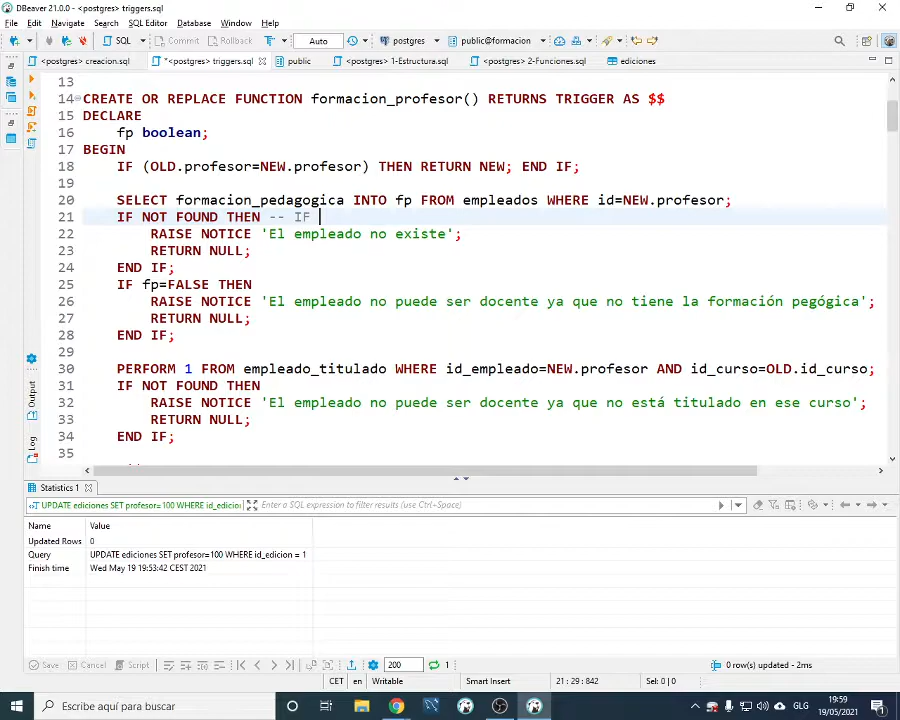 DBeaver 21.0.0 - <postgres> triggers.sql
File Edit Navigate Search SQL Editor Database Window Help
SQL Commit Rollback Auto postgres public@formacion
<postgres> creacion.sql *<postgres> triggers.sql public <postgres> 1-Estructura.sql <postgres> 2-Funciones.sql ediciones
13
14 CREATE OR REPLACE FUNCTION formacion_profesor() RETURNS TRIGGER AS $$
15 DECLARE
16 fp boolean;
17 BEGIN
18 IF (OLD.profesor=NEW.profesor) THEN RETURN NEW; END IF;
19
20 SELECT formacion_pedagogica INTO fp FROM empleados WHERE id=NEW.profesor;
21 IF NOT FOUND THEN -- IF
22 RAISE NOTICE 'El empleado no existe';
23 RETURN NULL;
24 END IF;
25 IF fp=FALSE THEN
26 RAISE NOTICE 'El empleado no puede ser docente ya que no tiene la formación pegógica';
27 RETURN NULL;
28 END IF;
29
30 PERFORM 1 FROM empleado_titulado WHERE id_empleado=NEW.profesor AND id_curso=OLD.id_curso;
31 IF NOT FOUND THEN
32 RAISE NOTICE 'El empleado no puede ser docente ya que no está titulado en ese curso';
33 RETURN NULL;
34 END IF;
35
Output
Log
Statistics 1
UPDATE ediciones SET profesor=100 WHERE id_edicion Enter a SQL expression to filter results (use Ctrl+Space)
Name Value
Updated Rows 0
Query UPDATE ediciones SET profesor=100 WHERE id_edicion = 1
Finish time Wed May 19 19:53:42 CEST 2021
Save Cancel Script 200 1 0 row(s) updated - 2ms
CET en Writable Smart Insert 21 : 29 : 842 Sel: 0 | 0
Escribe aquí para buscar GLG 19:59
19/05/2021
1